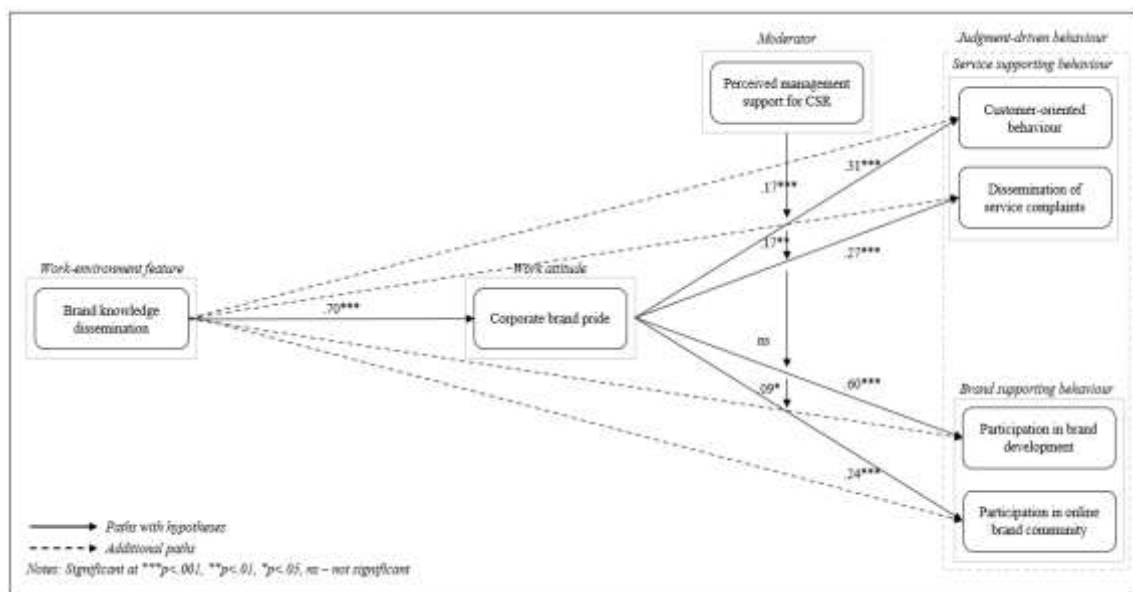 Moderator
Perceived management
support for CSR
Judgment-driven behaviour
Service supporting behaviour
Customer-oriented
behaviour
Dissemination of
service complaints
.31***
.17***
.17**
.27***
Work-environment feature
Brand knowledge
dissemination
.70***
Work attitude
Corporate brand pride
ns
.60***
.09*
.24***
Brand supporting behaviour
Participation in brand
development
Participation in online
brand community
Paths with hypotheses
Additional paths
Notes: Significant at ***p<.001, **p<.01, *p<.05, ns – not significant